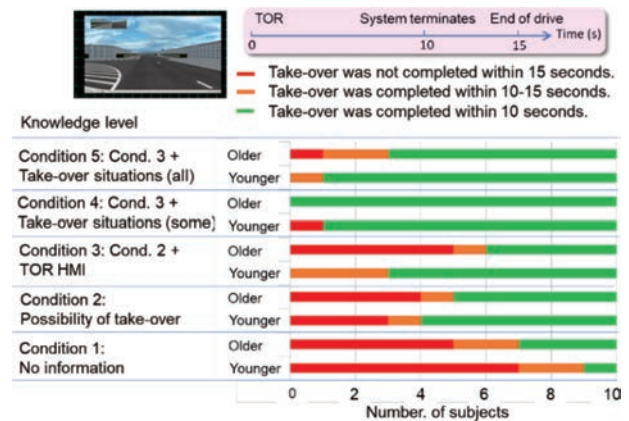 TOR System terminates End of drive
Time (s)
0 10 15
Take-over was not completed within 15 seconds.
Take-over was completed within 10-15 seconds.
Take-over was completed within 10 seconds.
Knowledge level
Condition 5: Cond. 3 +
Take-over situations (all)
Older
Younger
Condition 4: Cond. 3 +
Take-over situations (some)
Older
Younger
Condition 3: Cond. 2 +
TOR HMI
Older
Younger
Condition 2:
Possibility of take-over
Older
Younger
Condition 1:
No information
Older
Younger
0 2 4 6 8 10
Number. of subjects